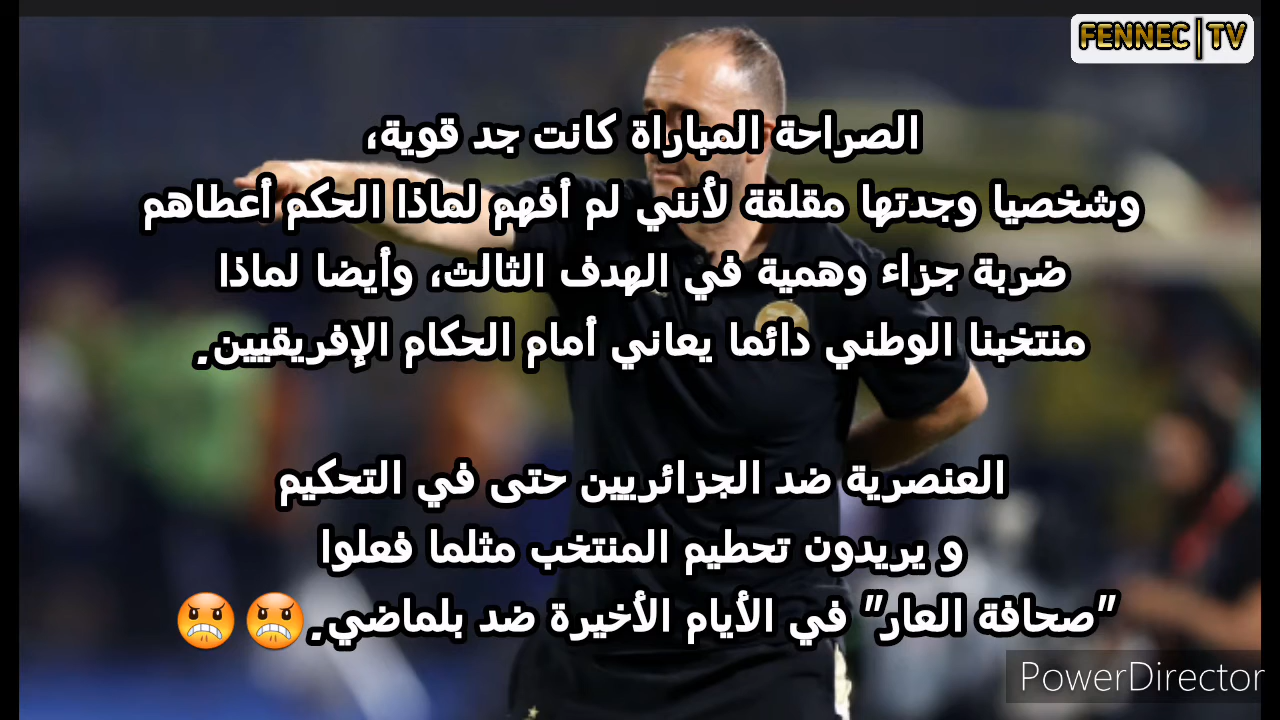 FENNEC|TV
الصراحة المباراة كانت جد قوية،
وشخصيا وجدتها مقلقة لأنني لم أفهم لماذا الحكم أعطاهم
ضربة جزاء وهمية في الهدف الثالث، وأيضا لماذا
منتخبنا الوطني دائما يعاني أمام الحكام الإفريقيين.
العنصرية ضد الجزائريين حتى في التحكيم
و يريدون تحطيم المنتخب مثلما فعلوا
"صحافة العار" في الأيام الأخيرة ضد بلماضي. 😠😠
PowerDirector